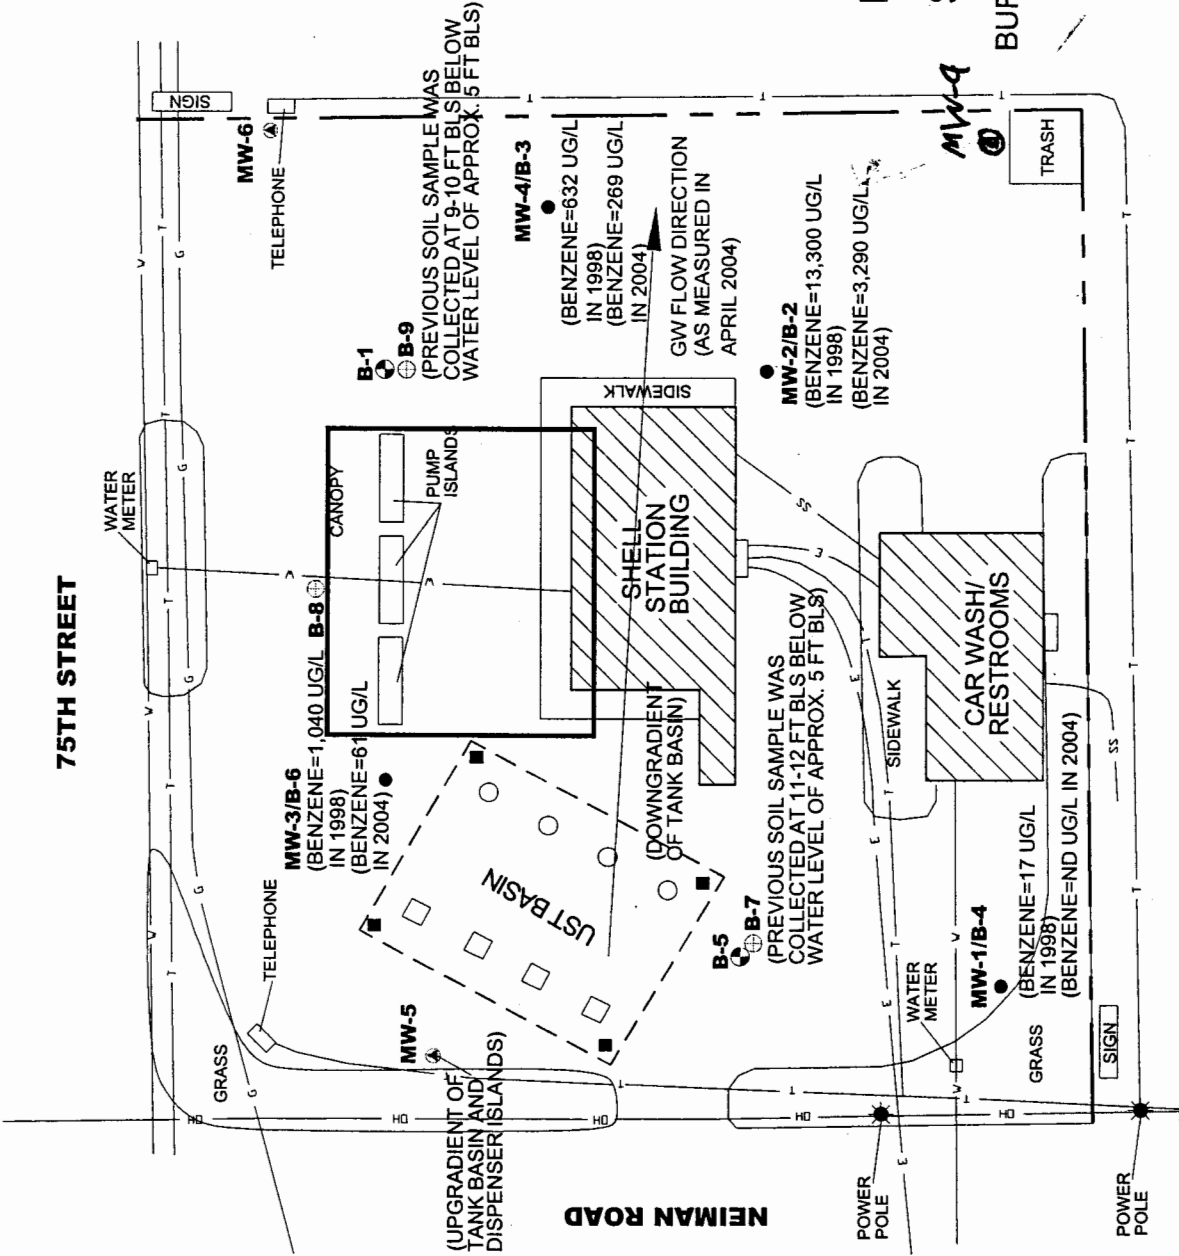 75TH STREET
WATER
METER
SIGN
MW-6
TELEPHONE
B-1
B-9
(PREVIOUS SOIL SAMPLE WAS
COLLECTED AT 9-10 FT BLS BELOW
WATER LEVEL OF APPROX. 5 FT BLS)
CANOPY
PUMP
ISLANDS
B-8
MW-3/B-6
(BENZENE=1,040 UG/L
IN 1998)
(BENZENE=61 UG/L
IN 2004)
TELEPHONE
GRASS
MW-5
(UPGRADIENT OF
TANK BASIN AND
DISPENSER ISLANDS)
UST BASIN
(DOWNGRADIENT
OF TANK BASIN)
SHELL
STATION
BUILDING
SIDEWALK
MW-4/B-3
(BENZENE=632 UG/L
IN 1998)
(BENZENE=269 UG/L
IN 2004)
GW FLOW DIRECTION
(AS MEASURED IN
APRIL 2004)
MW-2/B-2
(BENZENE=13,300 UG/L
IN 1998)
(BENZENE=3,290 UG/L
IN 2004)
MW-9
TRASH
BUR
B-5
B-7
(PREVIOUS SOIL SAMPLE WAS
COLLECTED AT 11-12 FT BLS BELOW
WATER LEVEL OF APPROX. 5 FT BLS)
SIDEWALK
CAR WASH/
RESTROOMS
WATER
METER
MW-1/B-4
(BENZENE=17 UG/L
IN 1998)
(BENZENE=ND UG/L IN 2004)
GRASS
SIGN
NEIMAN ROAD
POWER
POLE
POWER
POLE
W
T
G
W
T
G
W
T
G
W
T
G
W
W
T
T
T
T
T
T
OH
OH
OH
OH
OH
T
T
T
T
E
E
E
E
E
E
SS
SS
W
W
G